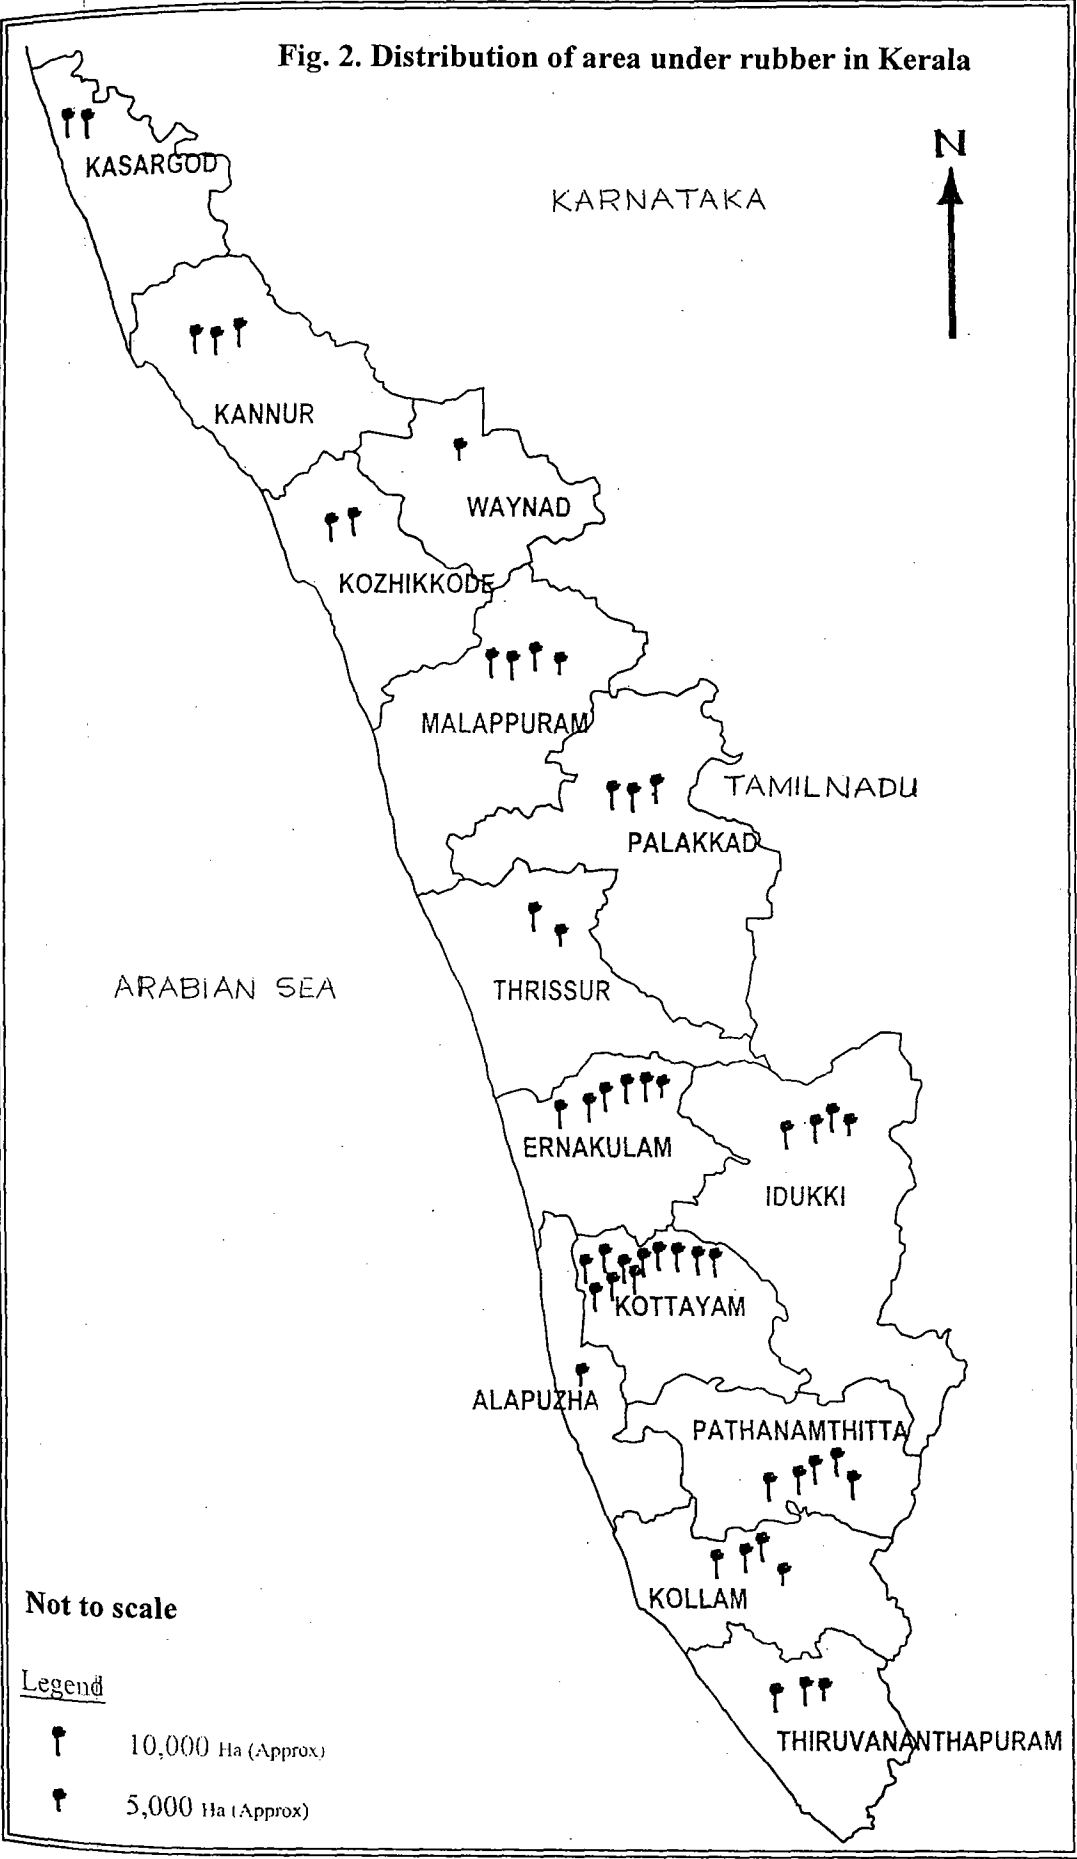 Fig. 2. Distribution of area under rubber in Kerala
N
KASARGOD
KARNATAKA
KANNUR
WAYNAD
KOZHIKKODE
MALAPPURAM
TAMILNADU
PALAKKAD
ARABIAN SEA
THRISSUR
ERNAKULAM
IDUKKI
KOTTAYAM
ALAPUZHA
PATHANAMTHITTA
KOLLAM
Not to scale
Legend
THIRUVANANTHAPURAM
10,000 Ha (Approx)
5,000 Ha (Approx)